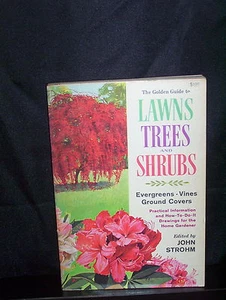 The Golden Guide to
LAWNS
TREES
AND
SHRUBS
Evergreens - Vines
Ground Covers
Practical Information
and How-To-Do-It
Drawings for the
Home Gardener
Edited by
JOHN
STROHM